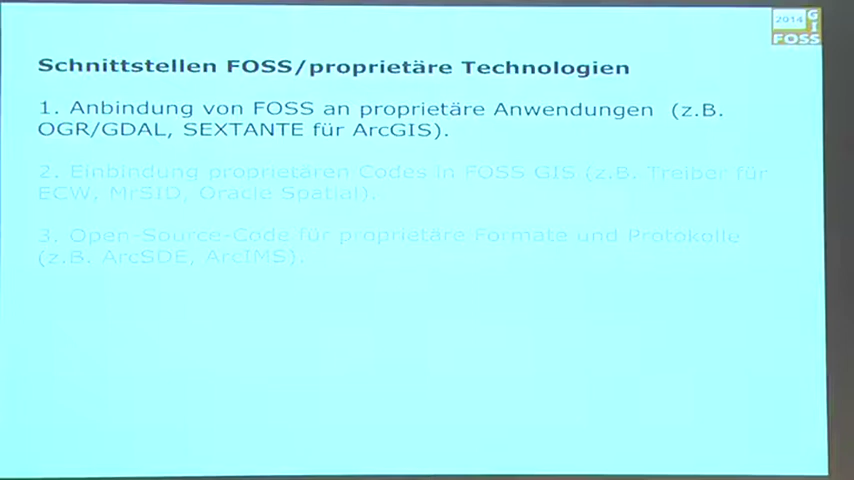 2014
FOSS
GI
Schnittstellen FOSS/proprietäre Technologien
1. Anbindung von FOSS an proprietäre Anwendungen (z.B.
OGR/GDAL, SEXTANTE für ArcGIS).
2. Einbindung proprietären Codes in FOSS GIS (z.B. Treiber für
ECW, MrSID, Oracle Spatial).
3. Open-Source-Code für proprietäre Formate und Protokolle
(z.B. ArcSDE, ArcIMS).